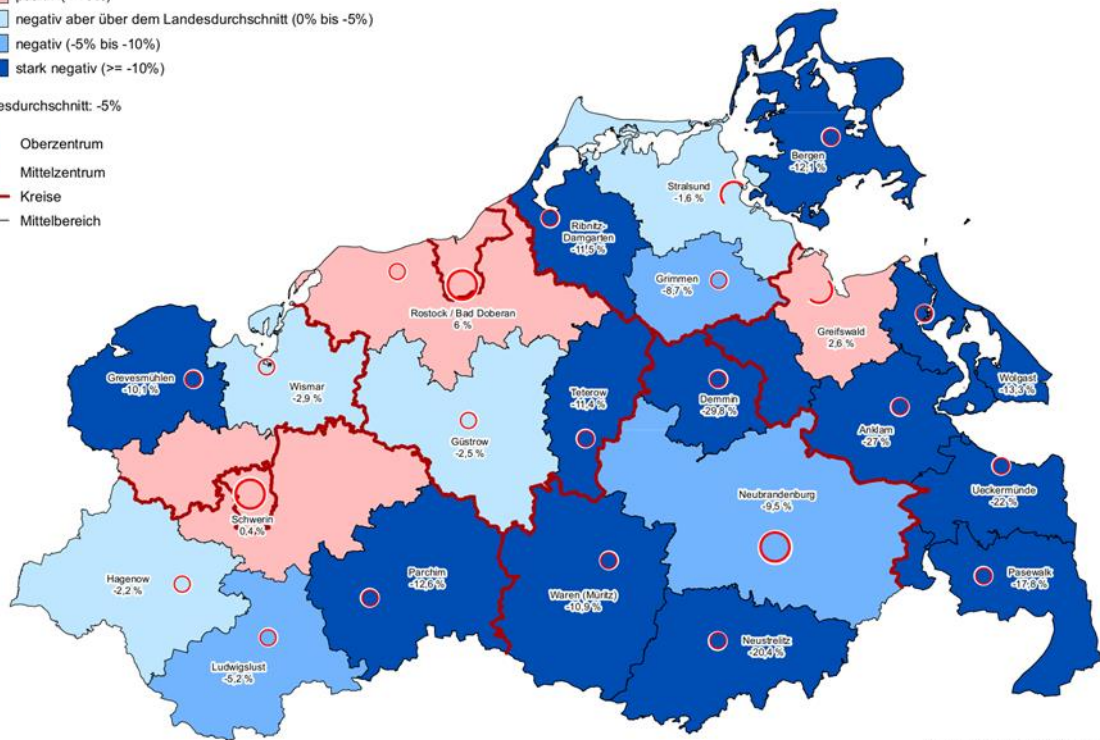 negativ aber über dem Landesdurchschnitt (0% bis -5%)
negativ (-5% bis -10%)
stark negativ (>= -10%)
esdurchschnitt: -5%
Oberzentrum
Mittelzentrum
Kreise
Mittelbereich
Bergen
-12,1 %
Stralsund
-1,6 %
Ribnitz-
Damgarten
-11,5 %
Grimmen
-8,7 %
Rostock / Bad Doberan
6 %
Greifswald
2,6 %
Grevesmühlen
-10,1 %
Wismar
-2,9 %
Teterow
-11,4 %
Demmin
-29,8 %
Wolgast
-13,3 %
Güstrow
-2,5 %
Anklam
-27 %
Neubrandenburg
-9,5 %
Ueckermünde
-22 %
Schwerin
0,4 %
Hagenow
-2,2 %
Parchim
-12,6 %
Waren (Müritz)
-10,9 %
Pasewalk
-17,8 %
Neustrelitz
-20,4 %
Ludwigslust
-5,2 %